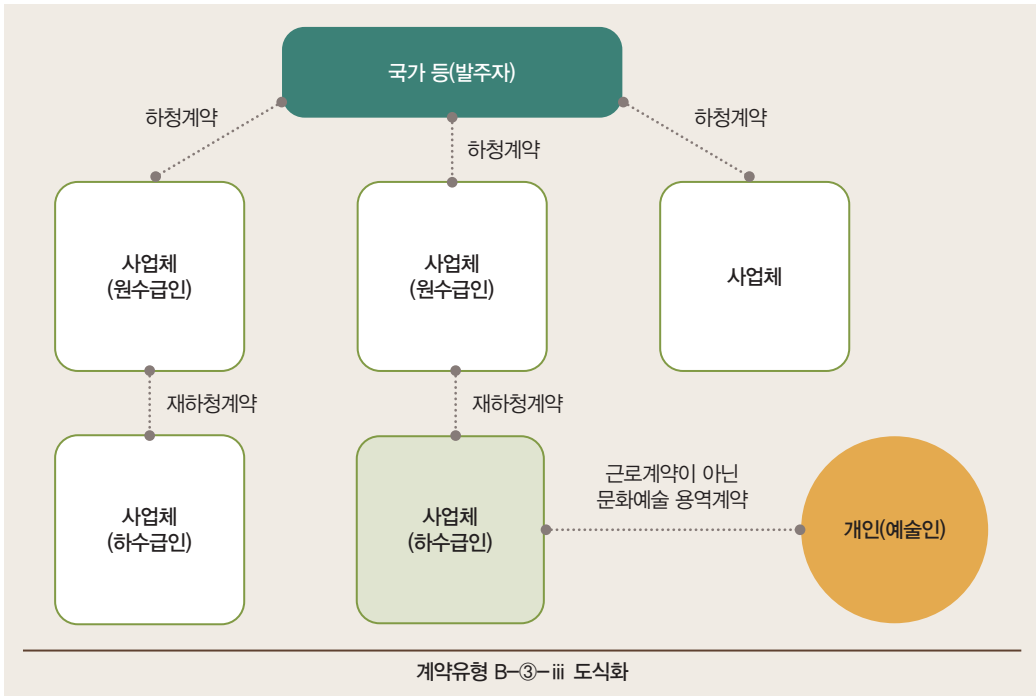 국가 등(발주자)
하청계약
하청계약
하청계약
사업체
(원수급인)
사업체
(원수급인)
사업체
재하청계약
재하청계약
사업체
(하수급인)
사업체
(하수급인)
근로계약이 아닌
문화예술 용역계약
개인(예술인)
계약유형 B-③-ⅲ 도식화